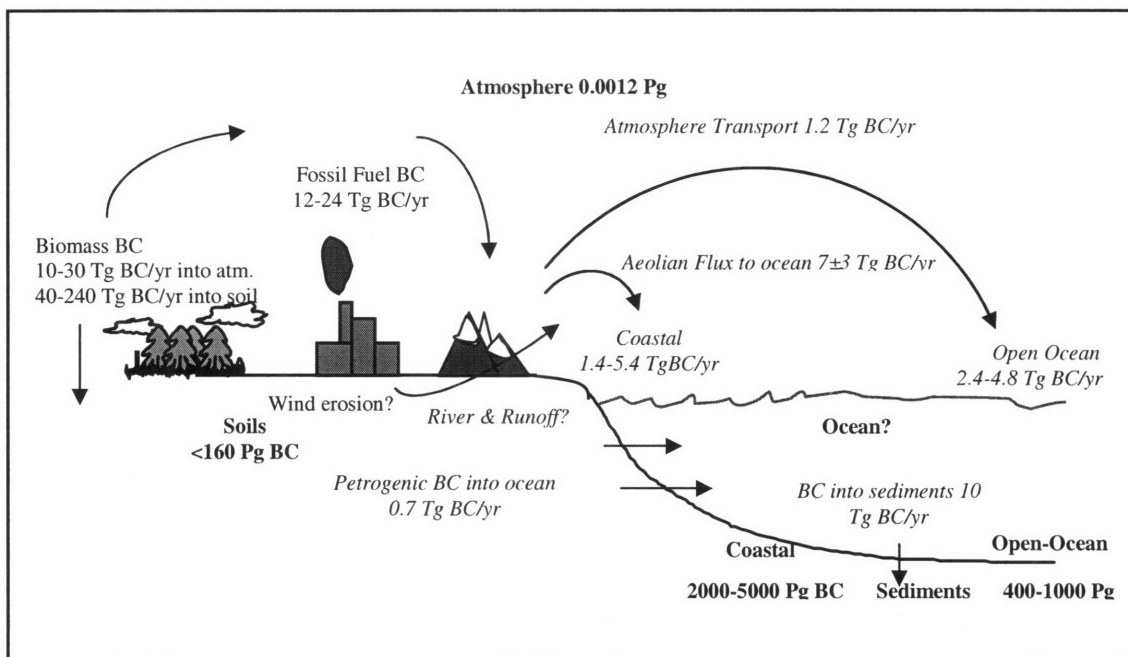 Atmosphere 0.0012 Pg
Atmosphere Transport 1.2 Tg BC/yr
Fossil Fuel BC
12-24 Tg BC/yr
Biomass BC
10-30 Tg BC/yr into atm.
40-240 Tg BC/yr into soil
Aeolian Flux to ocean 7±3 Tg BC/yr
Coastal
1.4-5.4 TgBC/yr
Open Ocean
2.4-4.8 Tg BC/yr
Wind erosion?
River & Runoff?
Soils
<160 Pg BC
Ocean?
Petrogenic BC into ocean
0.7 Tg BC/yr
BC into sediments 10
Tg BC/yr
Coastal
Open-Ocean
2000-5000 Pg BC
Sediments
400-1000 Pg